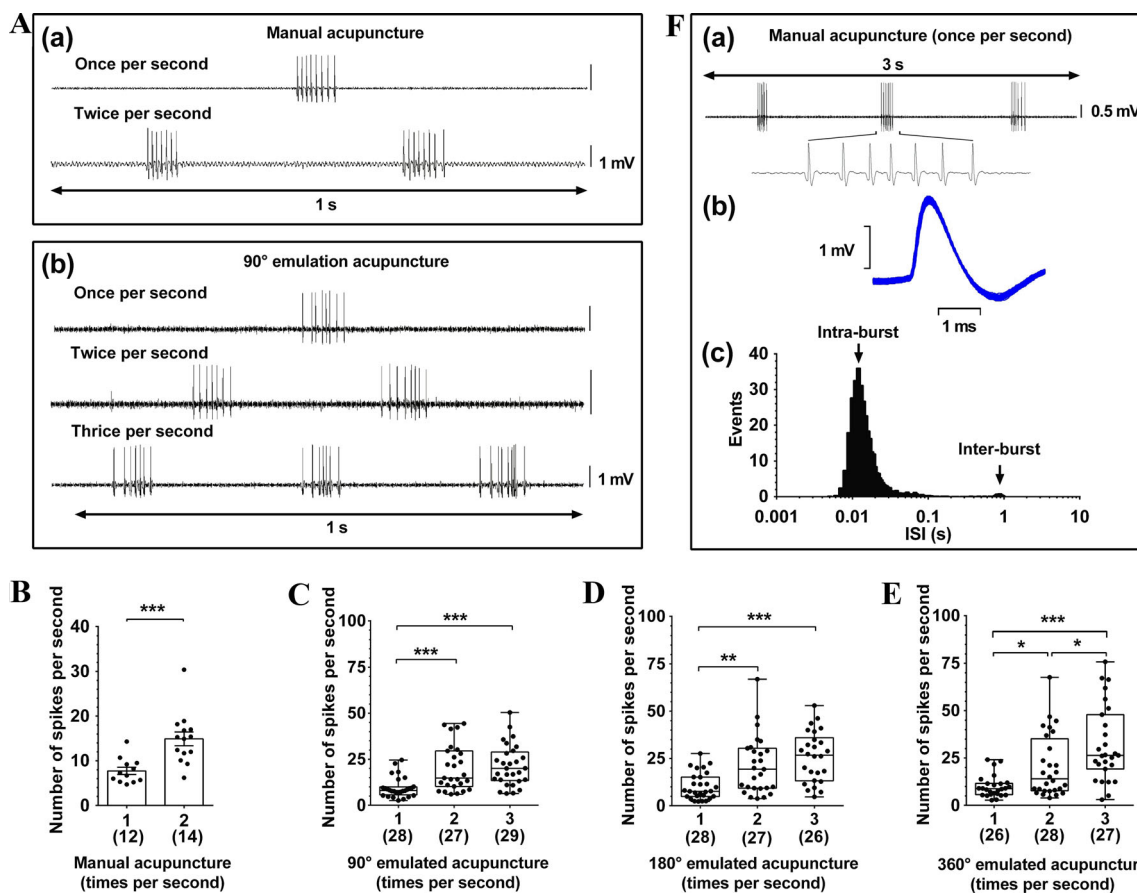 A
(a)
Manual acupuncture
Once per second
Twice per second
1 mV
1 s
(b)
90° emulation acupuncture
Once per second
Twice per second
Thrice per second
1 mV
1 s
F
(a)
Manual acupuncture (once per second)
3 s
0.5 mV
(b)
1 mV
1 ms
(c)
Intra-burst
Inter-burst
Events
40
30
20
10
0
0.001 0.01 0.1 1 10
ISI (s)
B
***
Number of spikes per second
40
30
20
10
0
1 2
(12) (14)
Manual acupuncture
(times per second)
C
***
***
Number of spikes per second
100
75
50
25
0
1 2 3
(28) (27) (29)
90° emulated acupuncture
(times per second)
D
***
**
Number of spikes per second
100
75
50
25
0
1 2 3
(28) (27) (26)
180° emulated acupuncture
(times per second)
E
***
* *
Number of spikes per second
100
75
50
25
0
1 2 3
(26) (28) (27)
360° emulated acupuncture
(times per second)